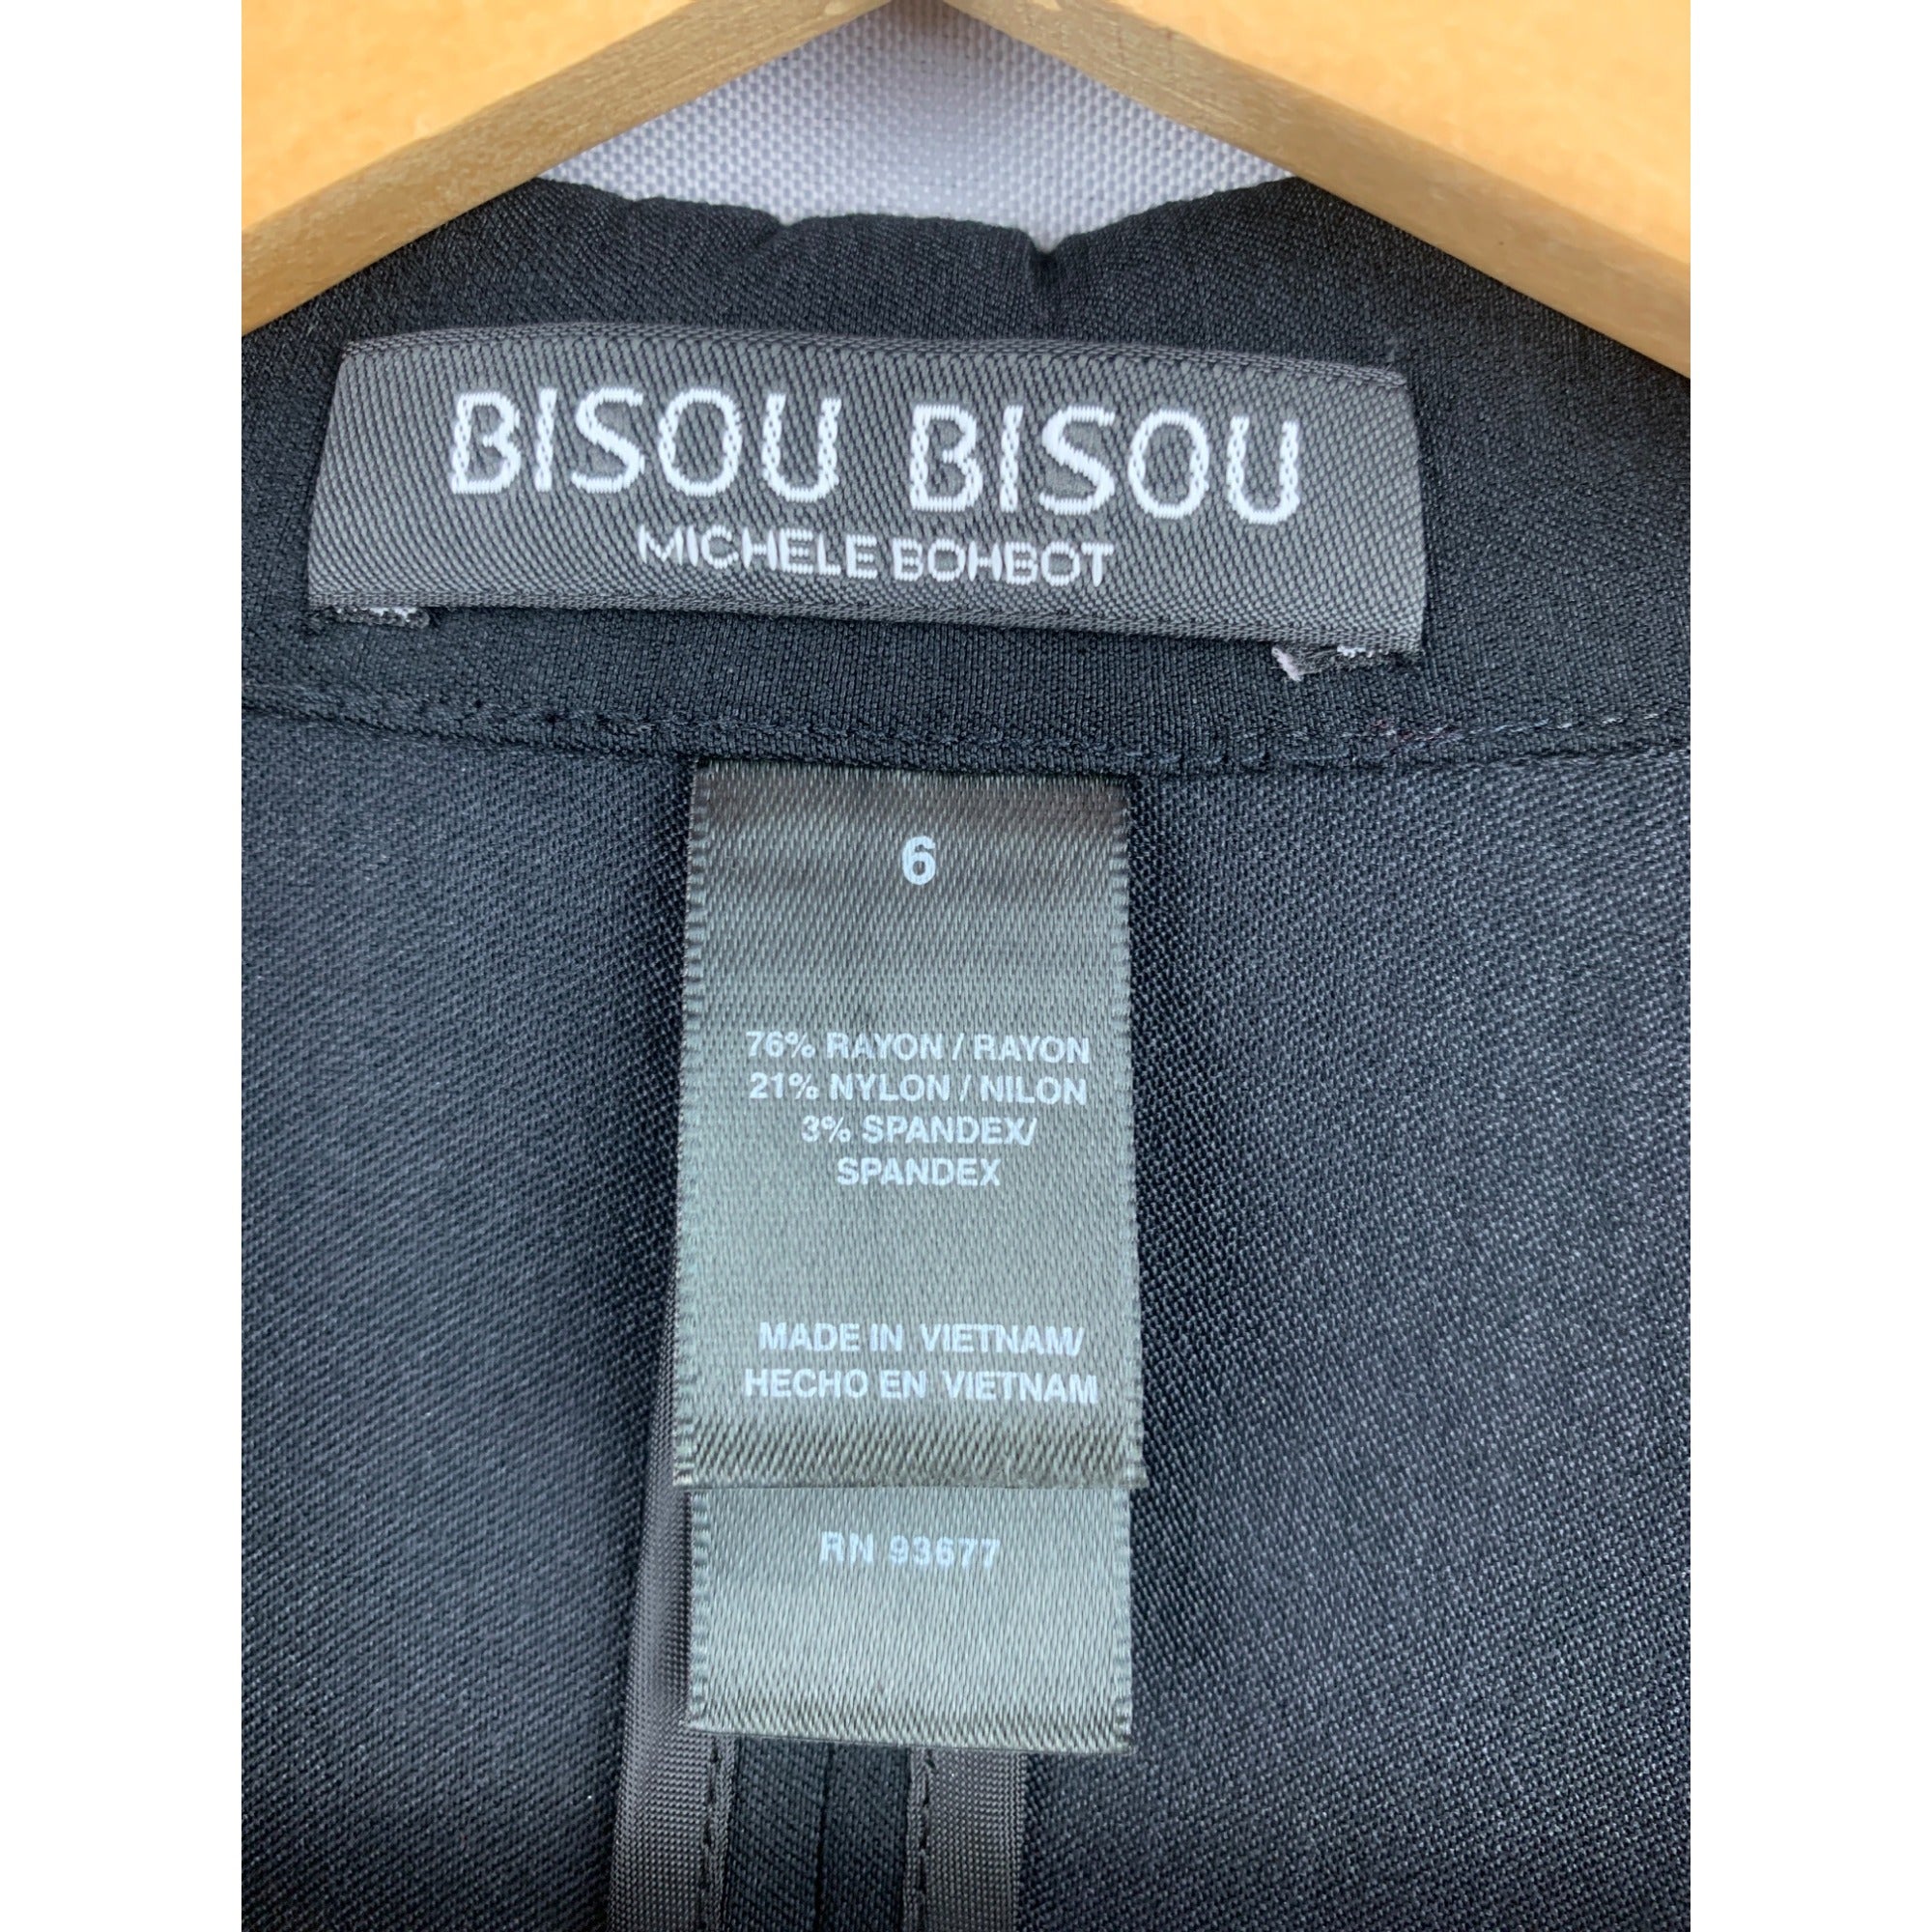 BISOU BISOU
MICHELE BOHBOT
6
76% RAYON / RAYON
21% NYLON / NILON
3% SPANDEX/
SPANDEX
MADE IN VIETNAM/
HECHO EN VIETNAM
RN 93677